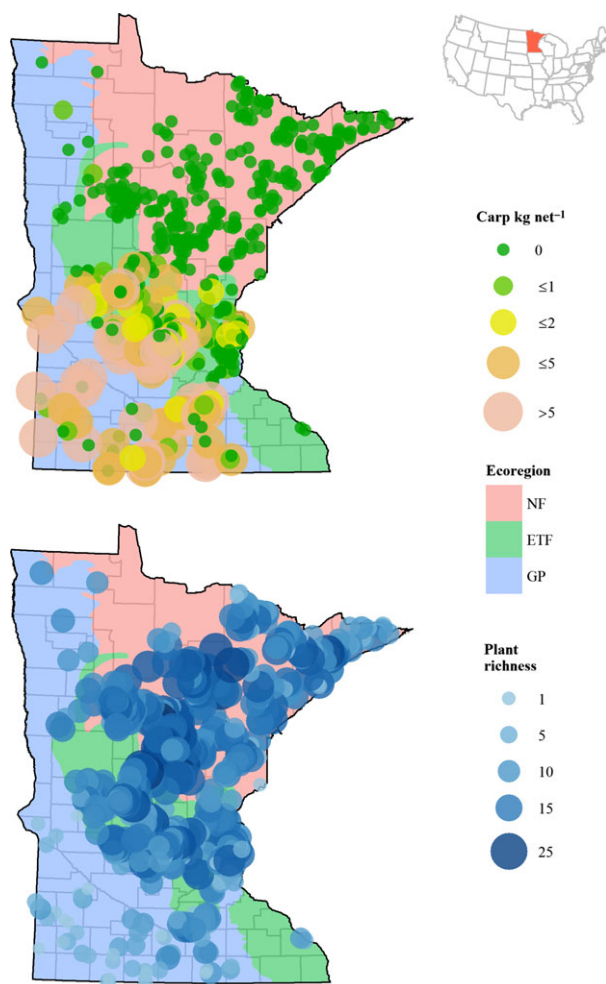 Carp kg net⁻¹
0
≤1
≤2
≤5
>5
Ecoregion
NF
ETF
GP
Plant
richness
1
5
10
15
25